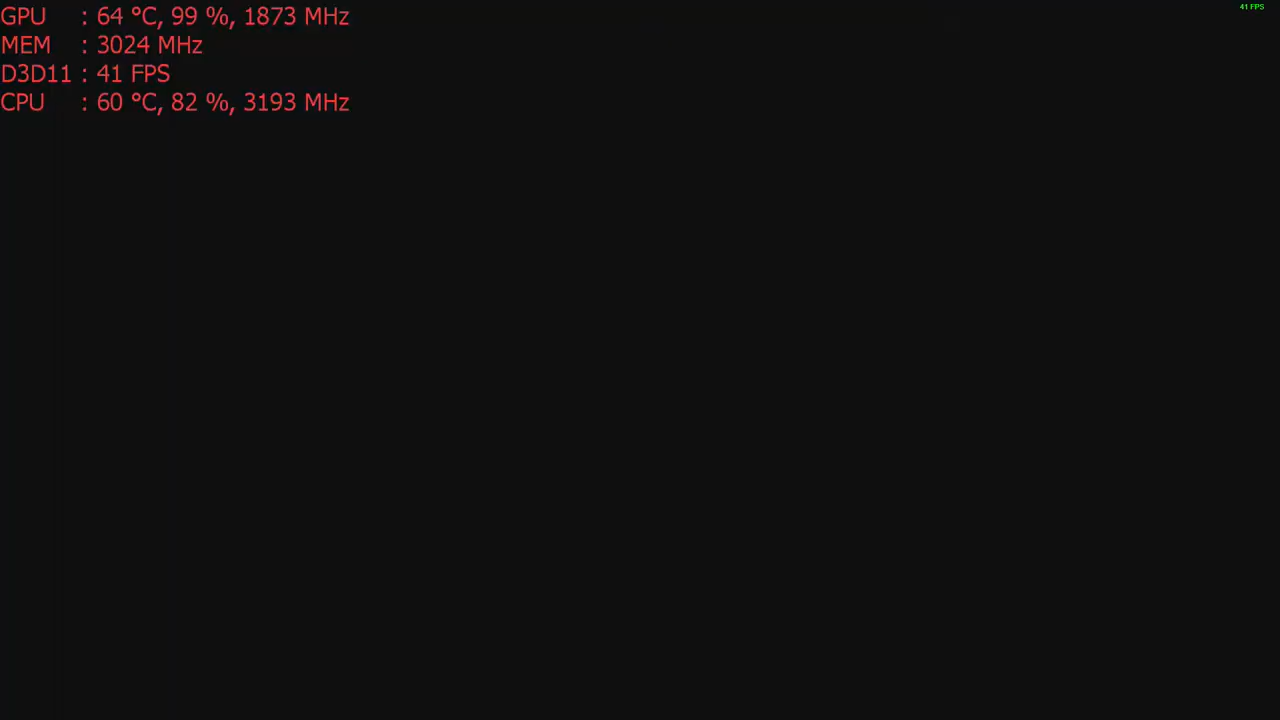 GPU : 64 °C, 99 %, 1873 MHz
MEM : 3024 MHz
D3D11 : 41 FPS
CPU : 60 °C, 82 %, 3193 MHz
41 FPS